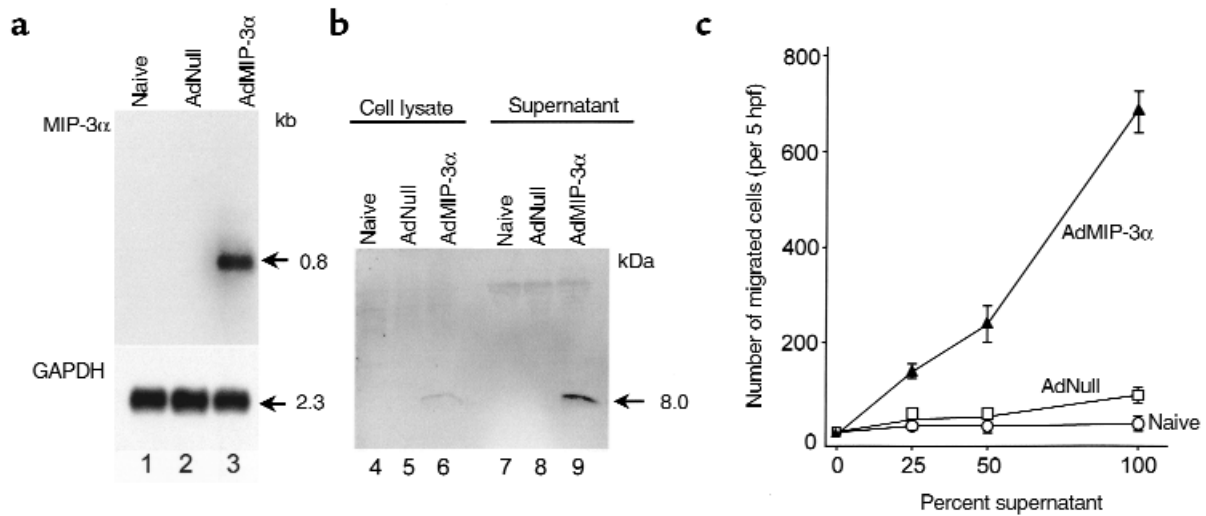 a
Naive
AdNull
AdMIP-3α
MIP-3α
kb
0.8
GAPDH
2.3
1 2 3
b
Cell lysate Supernatant
Naive
AdNull
AdMIP-3α
Naive
AdNull
AdMIP-3α
kDa
8.0
4 5 6 7 8 9
c
Number of migrated cells (per 5 hpf)
800
600
400
200
0
AdMIP-3α
AdNull
Naive
0 25 50 100
Percent supernatant